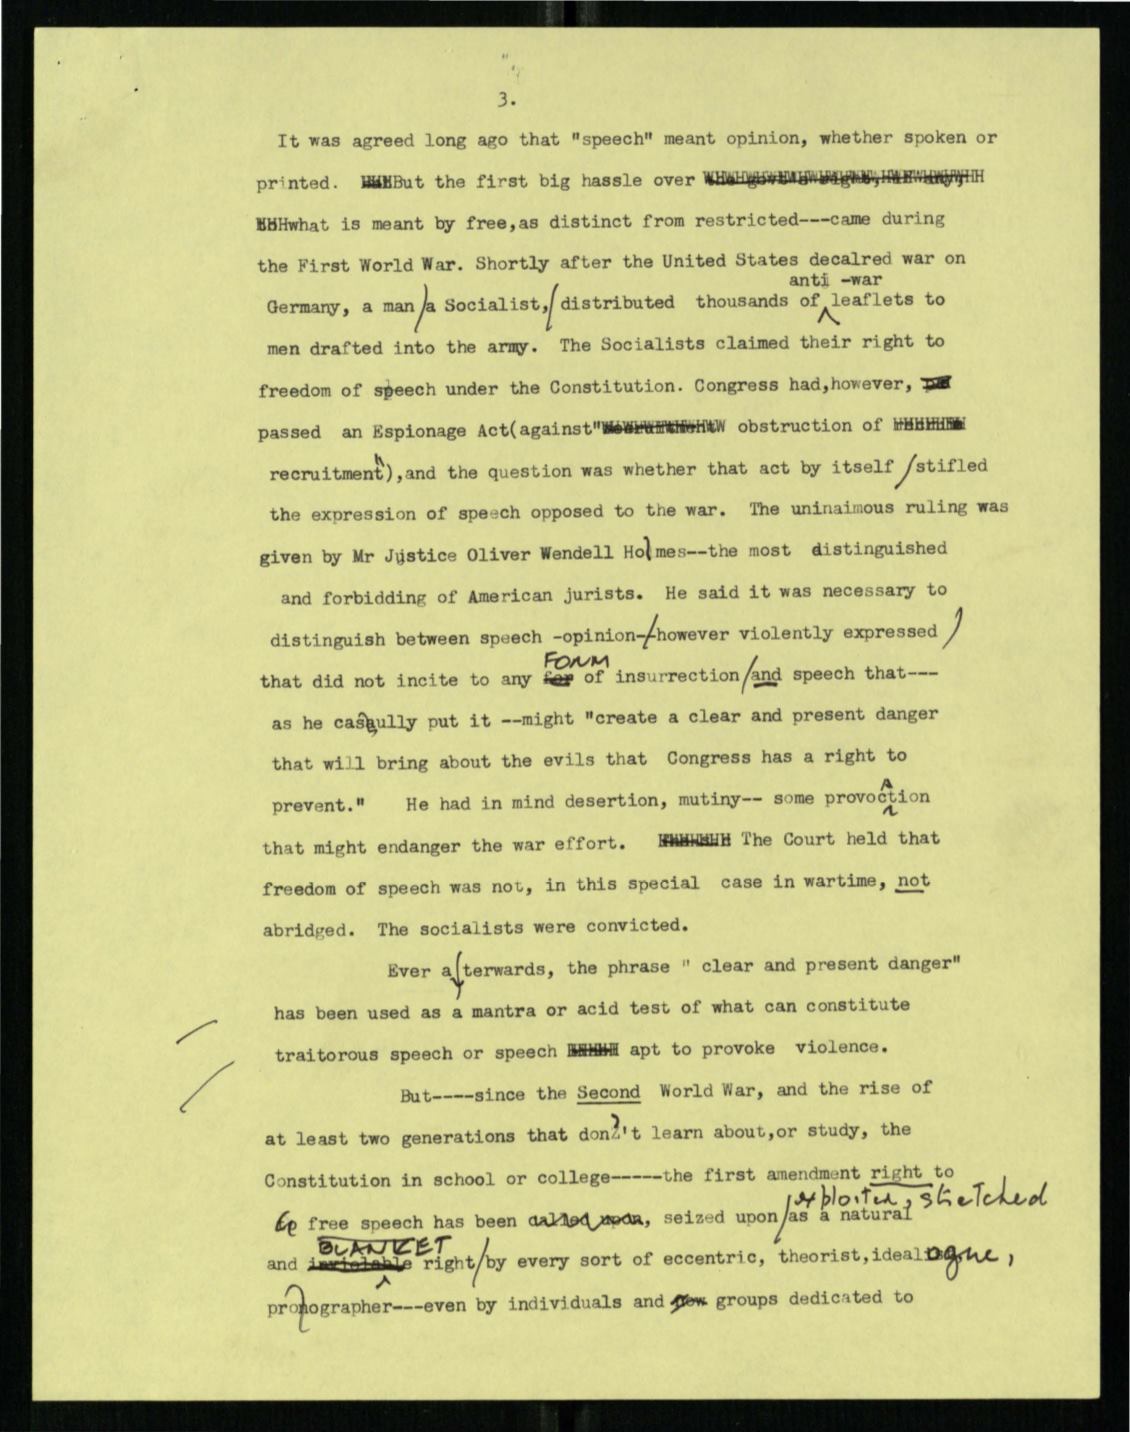 3.
It was agreed long ago that "speech" meant opinion, whether spoken or
printed. But the first big hassle over
what is meant by free,as distinct from restricted---came during
the First World War. Shortly after the United States decalred war on
anti -war
Germany, a man/a Socialist,/distributed thousands of leaflets to
men drafted into the army. The Socialists claimed their right to
freedom of speech under the Constitution. Congress had,however,
passed an Espionage Act(against" obstruction of
recruitment"),and the question was whether that act by itself /stifled
the expression of speech opposed to the war. The uninaimous ruling was
given by Mr Justice Oliver Wendell Holmes--the most distinguished
and forbidding of American jurists. He said it was necessary to
distinguish between speech -opinion-/however violently expressed )
FORM
that did not incite to any for of insurrection/and speech that---
as he casaully put it --might "create a clear and present danger
that will bring about the evils that Congress has a right to
prevent." He had in mind desertion, mutiny-- some provoction
A
that might endanger the war effort. The Court held that
freedom of speech was not, in this special case in wartime, not
abridged. The socialists were convicted.
Ever afterwards, the phrase " clear and present danger"
has been used as a mantra or acid test of what can constitute
traitorous speech or speech apt to provoke violence.
But----since the Second World War, and the rise of
at least two generations that don't learn about,or study, the
Constitution in school or college-----the first amendment right to
exploited, stretched
free speech has been called upon, seized upon/as a natural
BLANKET
and inviolable right/by every sort of eccentric, theorist,idealogue,
pronographer---even by individuals and now groups dedicated to